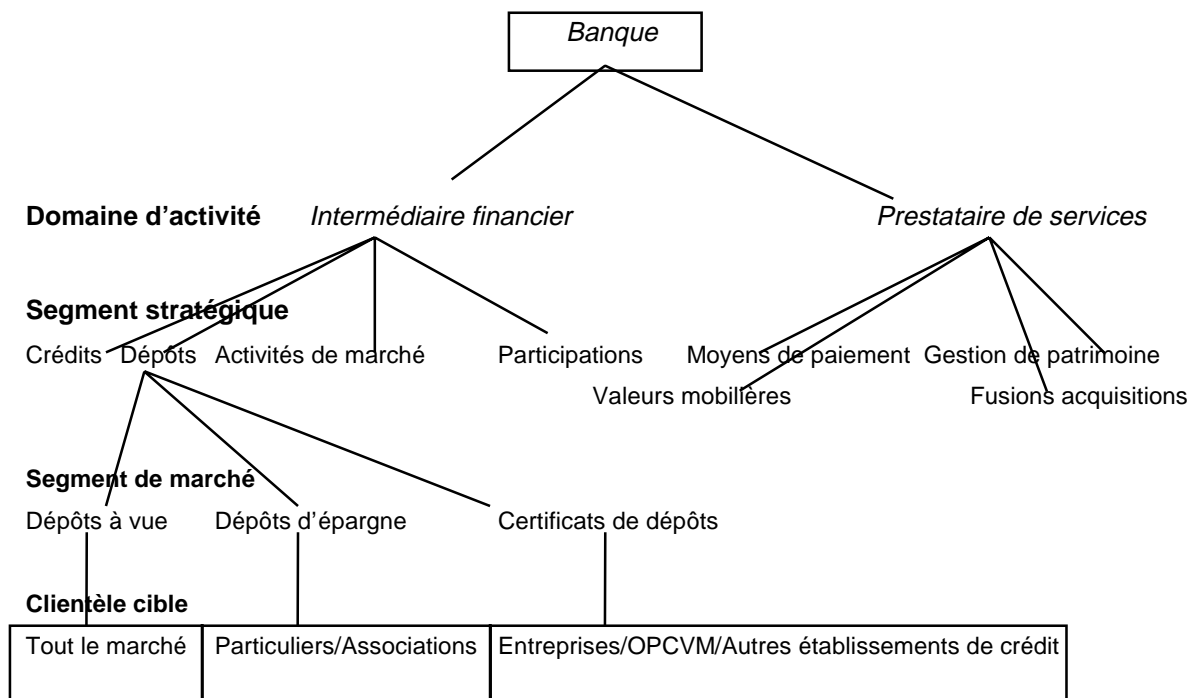 Banque
Domaine d'activité Intermédiaire financier Prestataire de services
Segment stratégique
Crédits Dépôts Activités de marché Participations Moyens de paiement Gestion de patrimoine
Valeurs mobilières Fusions acquisitions
Segment de marché
Dépôts à vue Dépôts d'épargne Certificats de dépôts
Clientèle cible
Tout le marché Particuliers/Associations Entreprises/OPCVM/Autres établissements de crédit